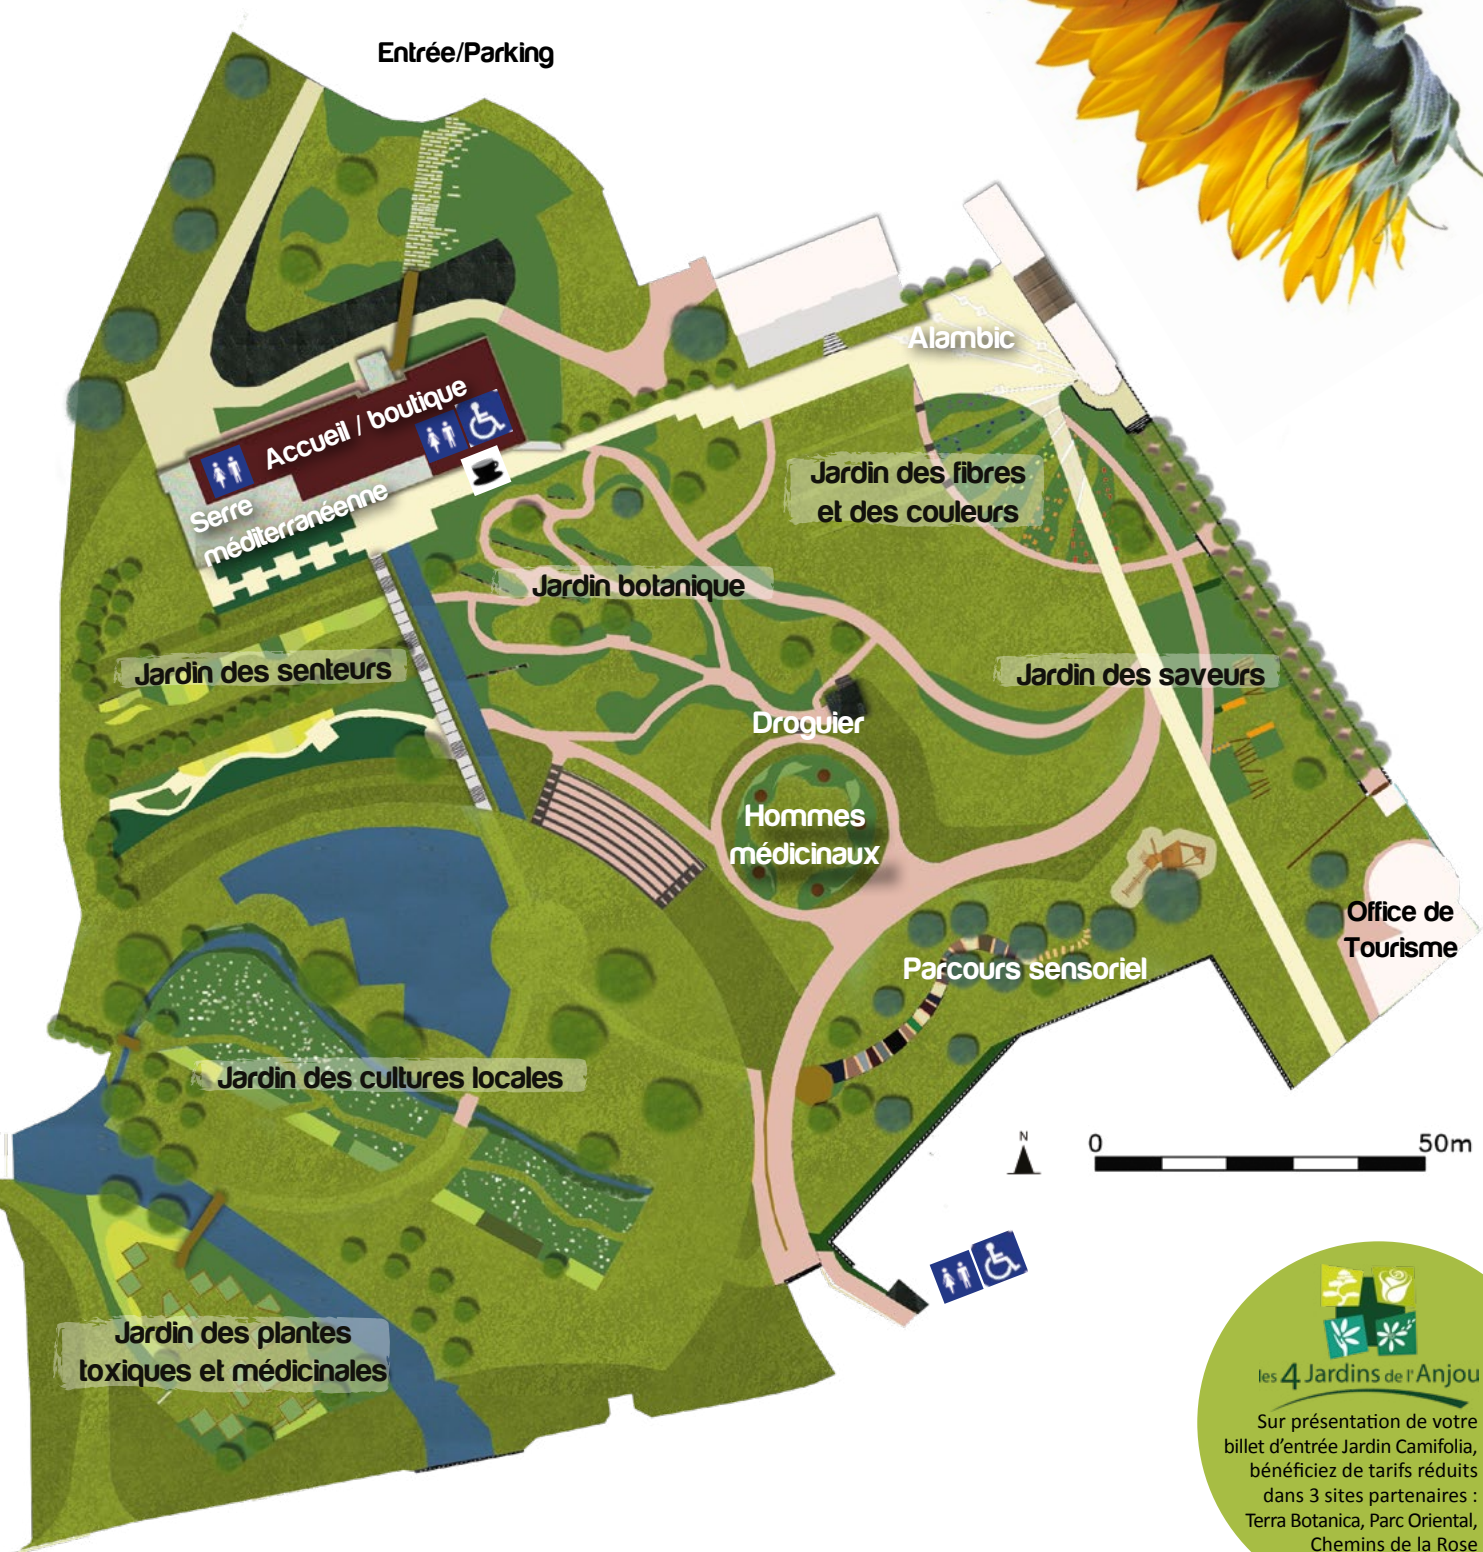 Entrée/Parking
Alambic
Accueil / boutique
Serre
méditerranéenne
Jardin des fibres
et des couleurs
Jardin botanique
Jardin des senteurs
Jardin des saveurs
Droguier
Hommes
médicinaux
Office de
Tourisme
Parcours sensoriel
Jardin des cultures locales
N
0 50m
Jardin des plantes
toxiques et médicinales
les 4 Jardins de l'Anjou
Sur présentation de votre
billet d'entrée Jardin Camifolia,
bénéficiez de tarifs réduits
dans 3 sites partenaires :
Terra Botanica, Parc Oriental,
Chemins de la Rose